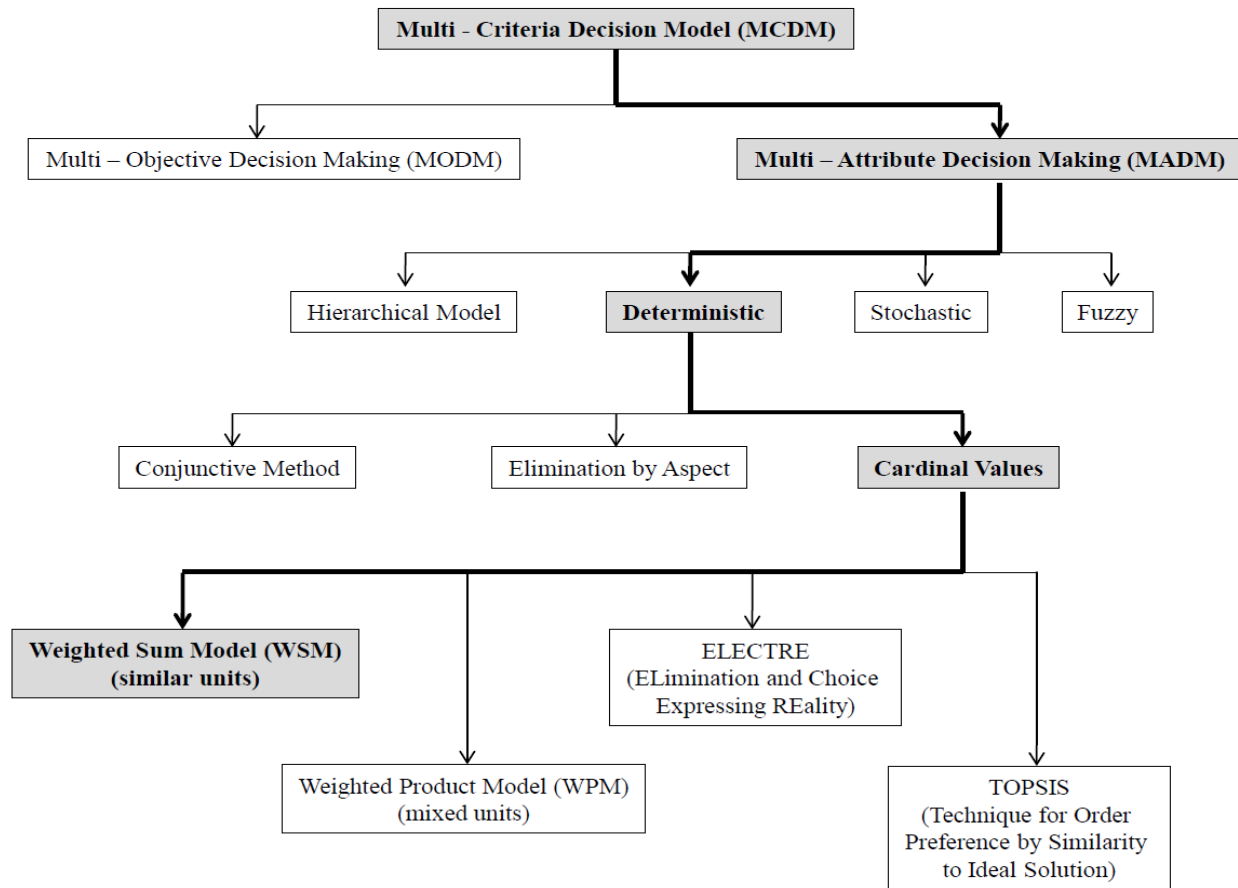 Multi - Criteria Decision Model (MCDM)
Multi – Objective Decision Making (MODM)
Multi – Attribute Decision Making (MADM)
Hierarchical Model
Deterministic
Stochastic
Fuzzy
Conjunctive Method
Elimination by Aspect
Cardinal Values
Weighted Sum Model (WSM)
(similar units)
ELECTRE
(ELimination and Choice
Expressing REality)
Weighted Product Model (WPM)
(mixed units)
TOPSIS
(Technique for Order
Preference by Similarity
to Ideal Solution)